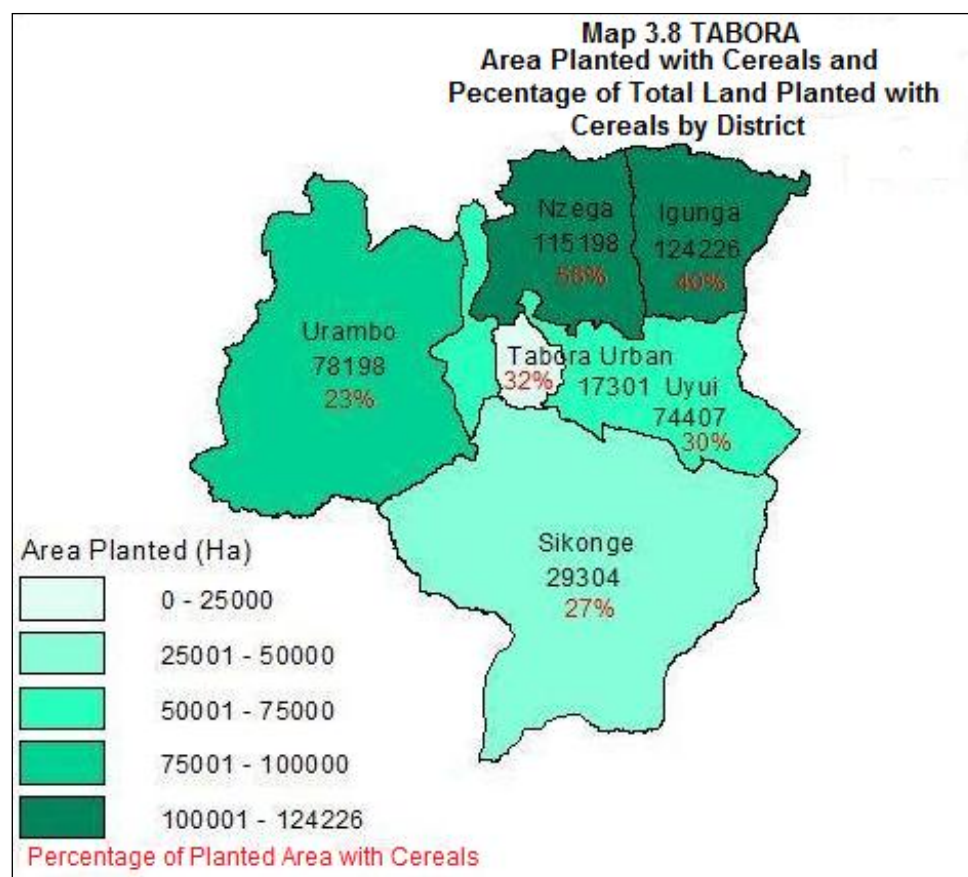 Map 3.8 TABORA
Area Planted with Cereals and
Pecentage of Total Land Planted with
Cereals by District
Nzega
115198
Igunga
124226
40%
Urambo
78198
23%
Tabora Urban
32%
17301
Uyui
74407
30%
Sikonge
29304
27%
Area Planted (Ha)
0 - 25000
25001 - 50000
50001 - 75000
75001 - 100000
100001 - 124226
Percentage of Planted Area with Cereals